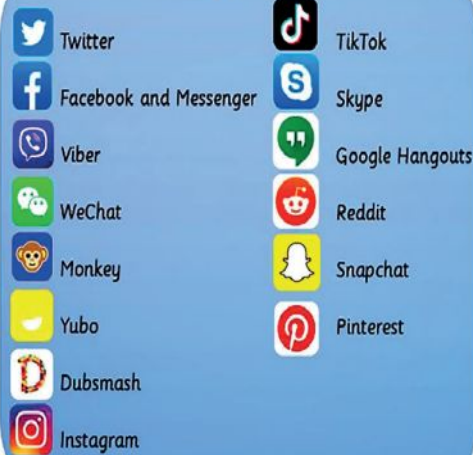 Twitter
Facebook and Messenger
Viber
WeChat
Monkey
Yubo
Dubsmash
Instagram
TikTok
Skype
Google Hangouts
Reddit
Snapchat
Pinterest